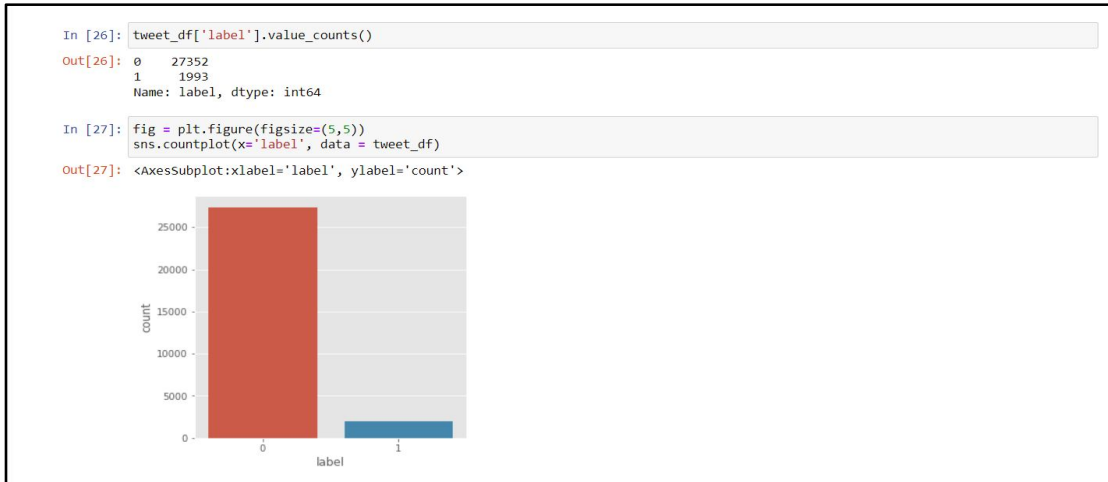 In [26]: tweet_df['label'].value_counts()
Out[26]: 0    27352
1     1993
Name: label, dtype: int64
In [27]: fig = plt.figure(figsize=(5,5))
sns.countplot(x='label', data = tweet_df)
Out[27]: <AxesSubplot:xlabel='label', ylabel='count'>
25000
20000
15000
10000
5000
0
count
0 1
label